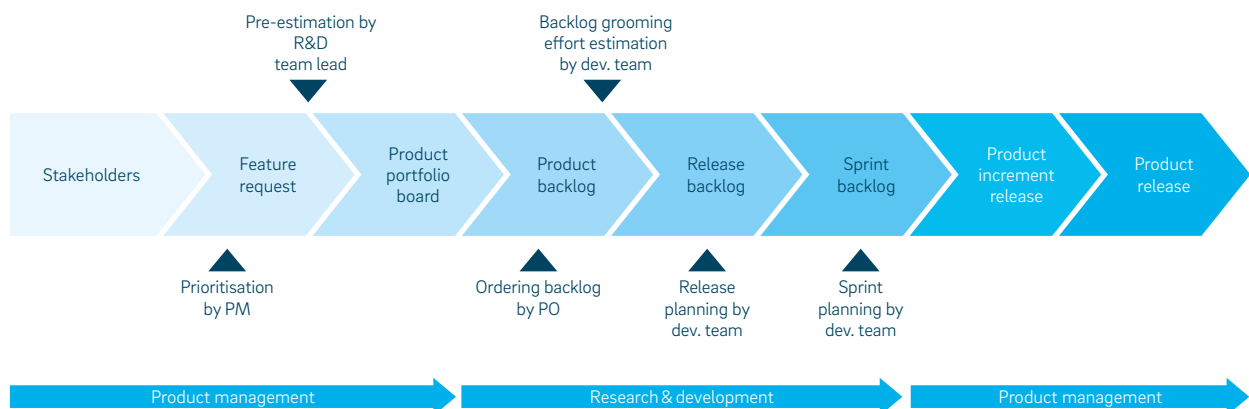 Pre-estimation by
R&D
team lead
Backlog grooming
effort estimation
by dev. team
Stakeholders
Feature
request
Product
portfolio
board
Product
backlog
Release
backlog
Sprint
backlog
Product
increment
release
Product
release
Prioritisation
by PM
Ordering backlog
by PO
Release
planning by
dev. team
Sprint
planning by
dev. team
Product management
Research & development
Product management